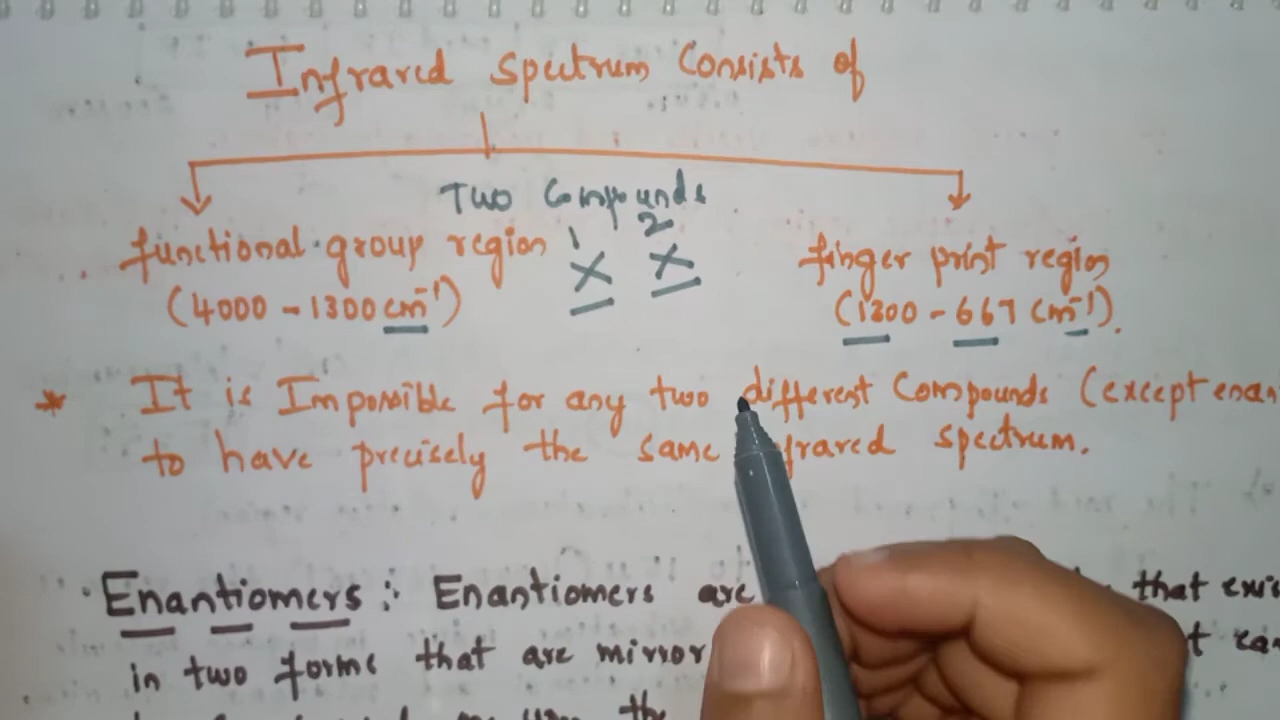 Infrared spectrum consists of
Two Compounds
functional group region
1 2
X X
finger print region
(4000 - 1300 cm⁻¹)
(1300 - 667 cm⁻¹).
* It is Impossible for any two different compounds (except enan
to have precisely the same infrared spectrum.
Enantiomers :- Enantiomers are that
in two forms that are mirror
the